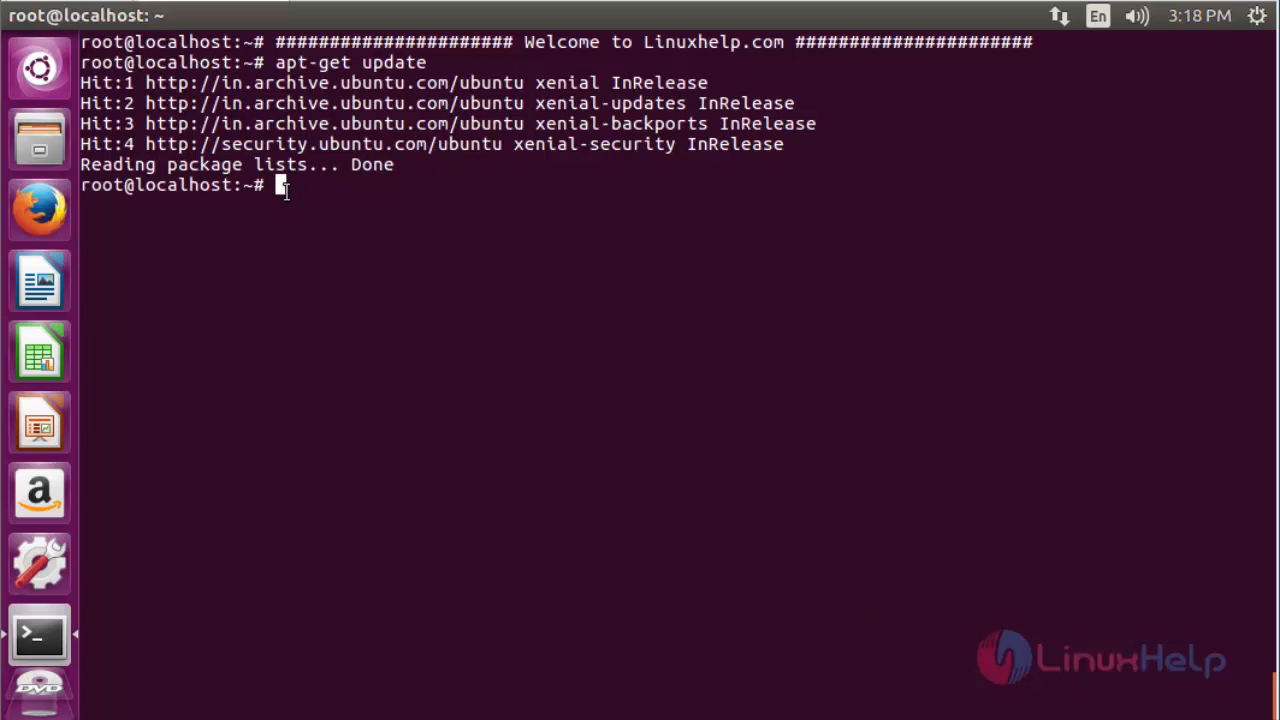 root@localhost: ~
En
3:18 PM
root@localhost:~# ###################### Welcome to Linuxhelp.com ######################
root@localhost:~# apt-get update
Hit:1 http://in.archive.ubuntu.com/ubuntu xenial InRelease
Hit:2 http://in.archive.ubuntu.com/ubuntu xenial-updates InRelease
Hit:3 http://in.archive.ubuntu.com/ubuntu xenial-backports InRelease
Hit:4 http://security.ubuntu.com/ubuntu xenial-security InRelease
Reading package lists... Done
root@localhost:~#
a
>_
DVD
LinuxHelp